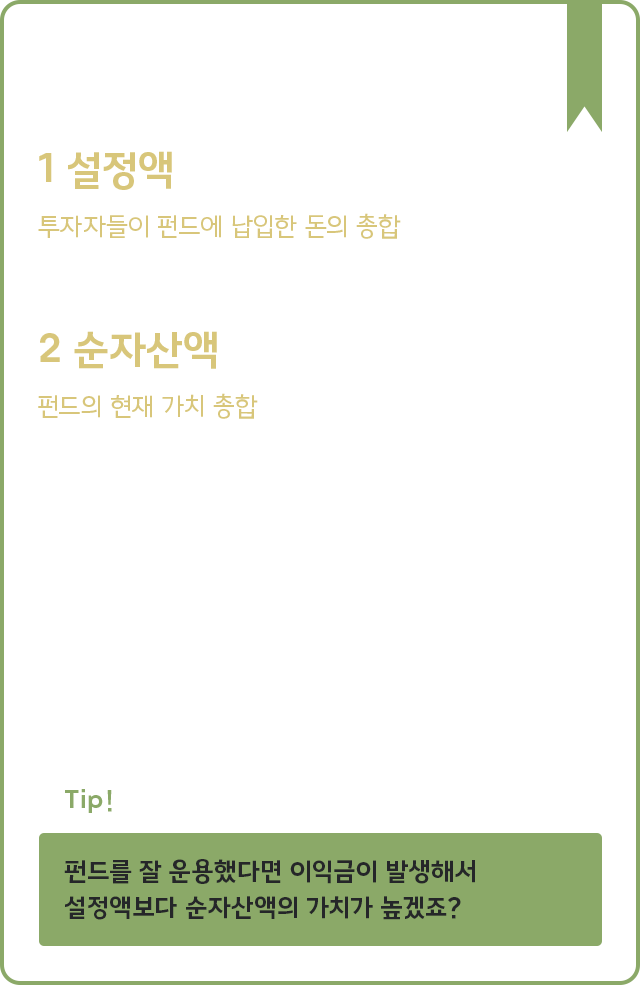 1 설정액
투자자들이 펀드에 납입한 돈의 총합
2 순자산액
펀드의 현재 가치 총합
Tip!
펀드를 잘 운용했다면 이익금이 발생해서
설정액보다 순자산액의 가치가 높겠죠?